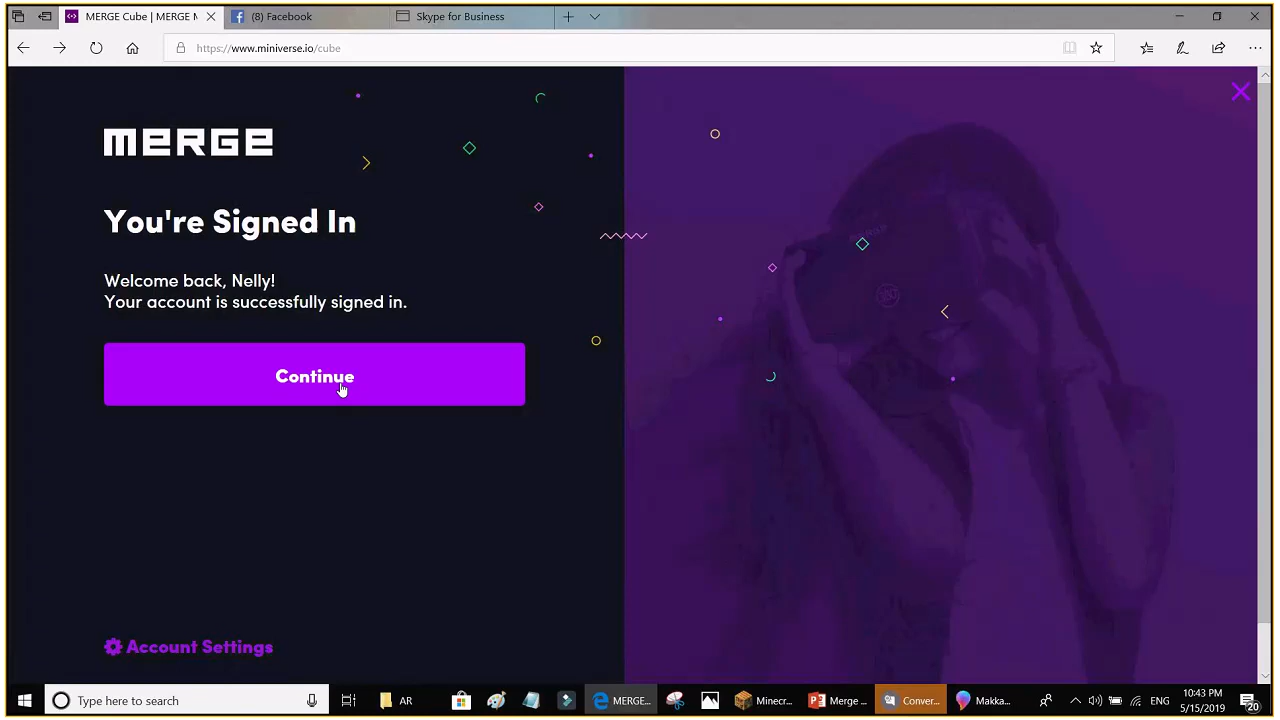 MERGE Cube | MERGE M
(8) Facebook
Skype for Business
https://www.miniverse.io/cube
MERGE
You're Signed In
Welcome back, Nelly!
Your account is successfully signed in.
Continue
Account Settings
Type here to search
AR
MERGE...
Minecr...
Merge ...
Conver...
Makka...
ENG
10:43 PM
5/15/2019
20